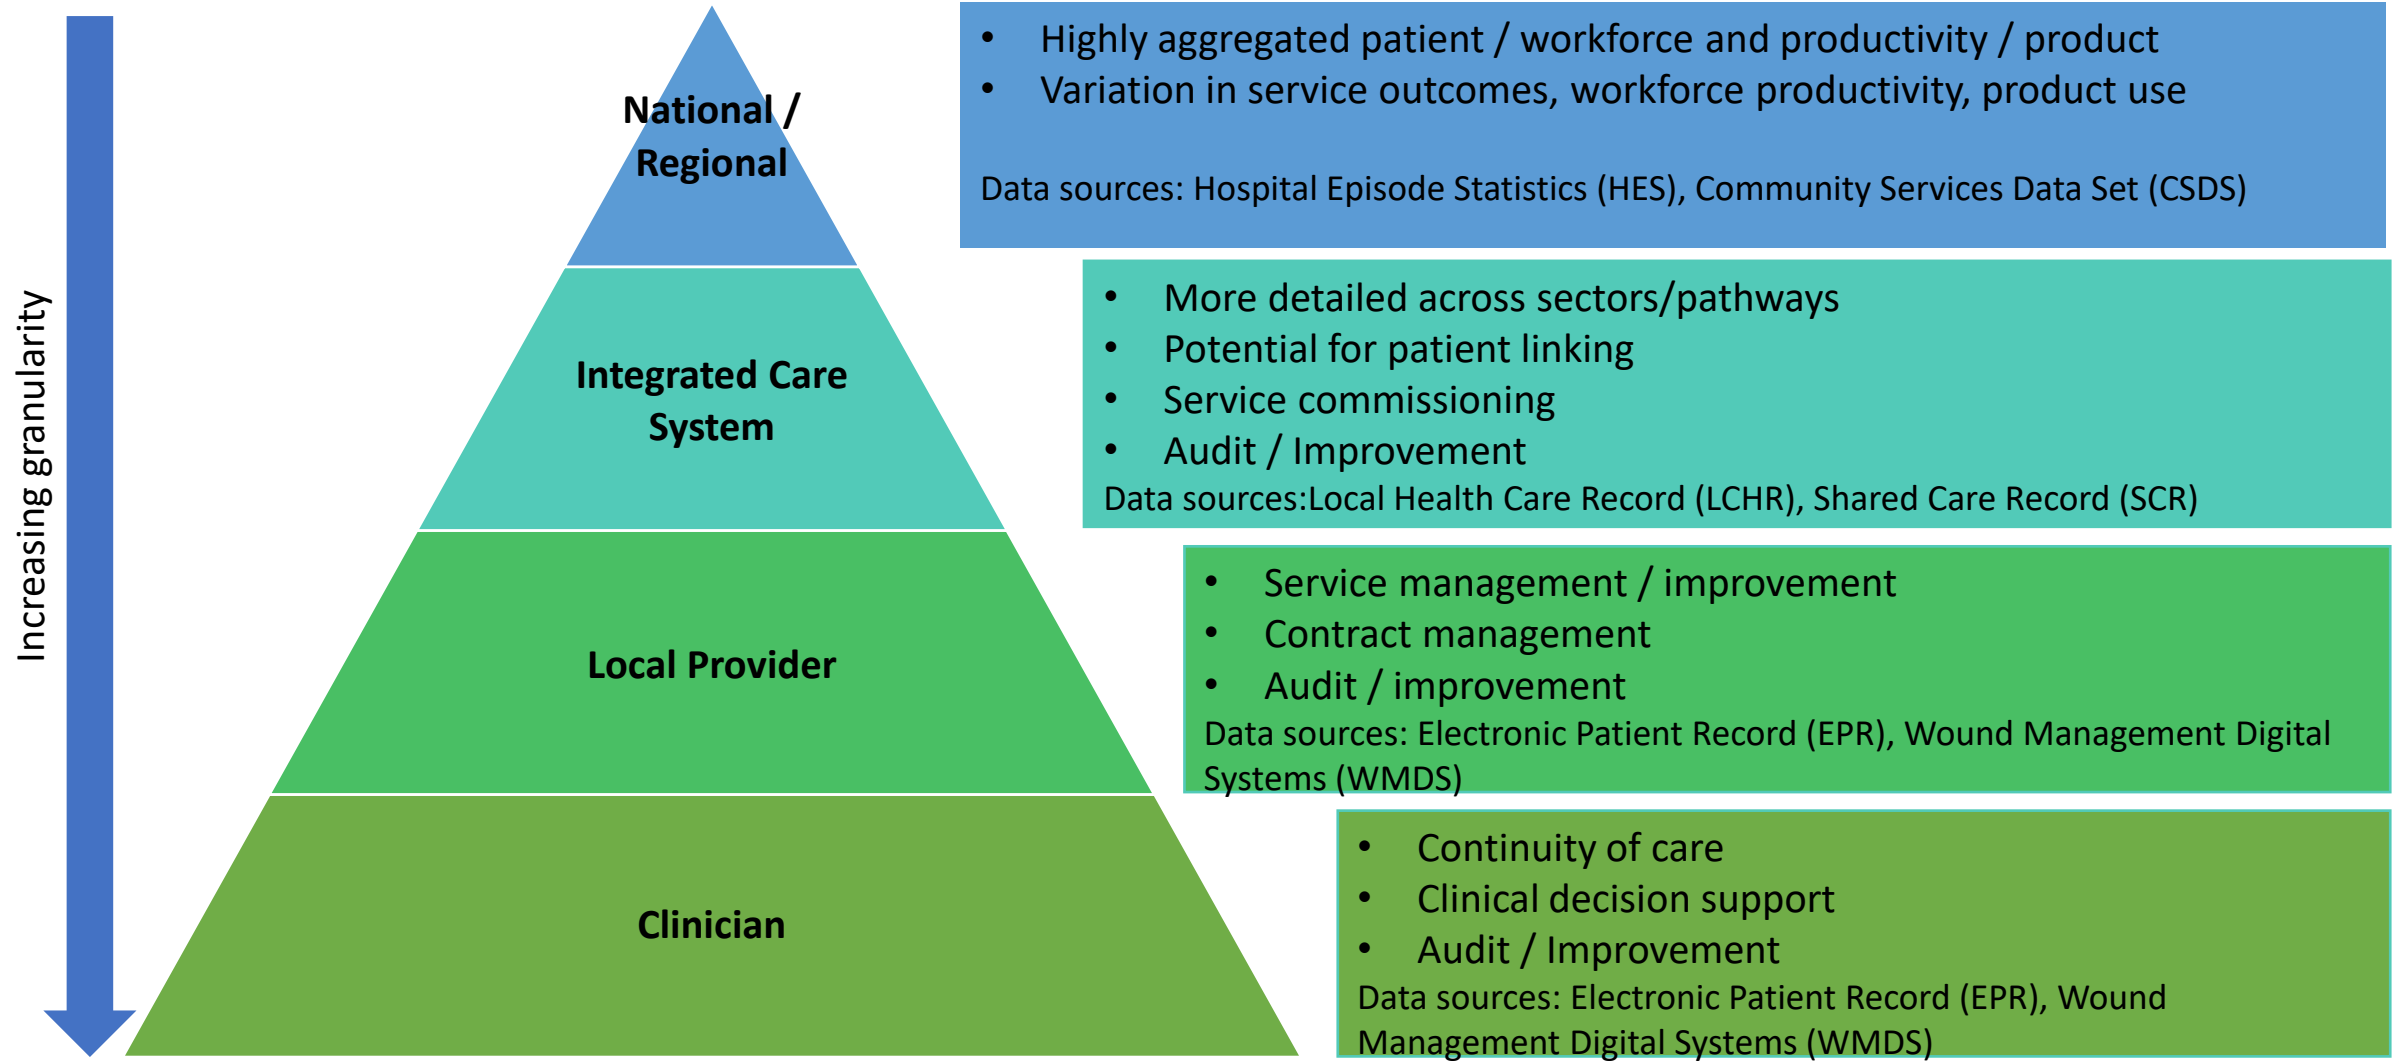 Increasing granularity
National /
Regional
• Highly aggregated patient / workforce and productivity / product
• Variation in service outcomes, workforce productivity, product use
Data sources: Hospital Episode Statistics (HES), Community Services Data Set (CSDS)
Integrated Care
System
• More detailed across sectors/pathways
• Potential for patient linking
• Service commissioning
• Audit / Improvement
Data sources:Local Health Care Record (LCHR), Shared Care Record (SCR)
Local Provider
• Service management / improvement
• Contract management
• Audit / improvement
Data sources: Electronic Patient Record (EPR), Wound Management Digital
Systems (WMDS)
Clinician
• Continuity of care
• Clinical decision support
• Audit / Improvement
Data sources: Electronic Patient Record (EPR), Wound
Management Digital Systems (WMDS)